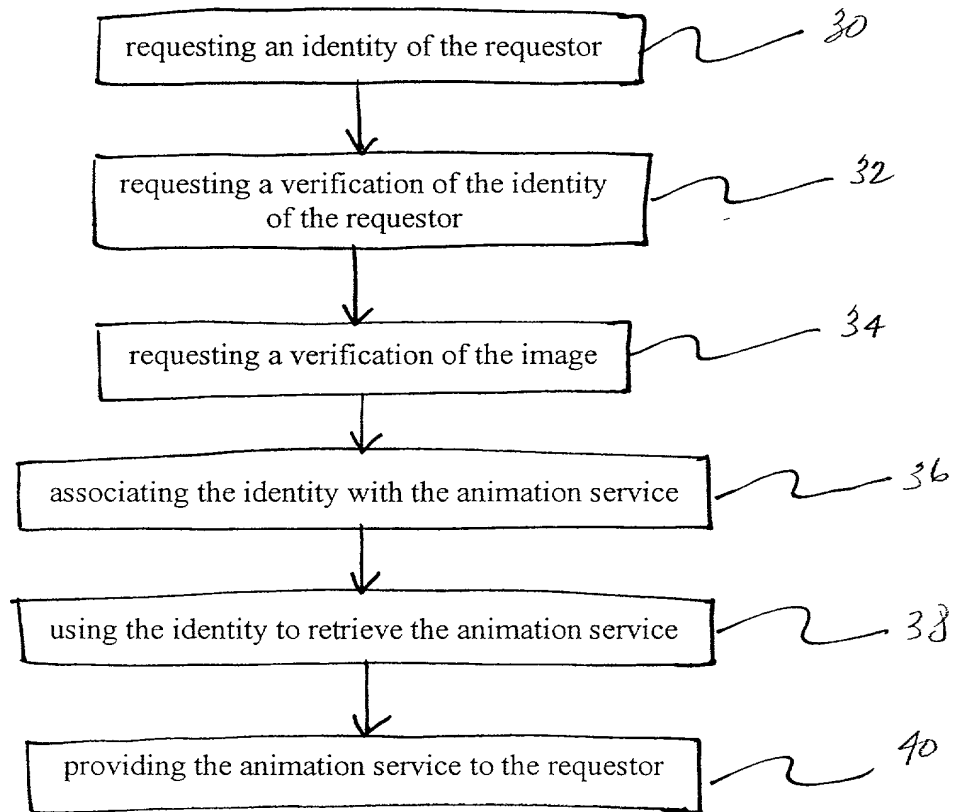 requesting an identity of the requestor
30
requesting a verification of the identity
of the requestor
32
requesting a verification of the image
34
associating the identity with the animation service
36
using the identity to retrieve the animation service
38
providing the animation service to the requestor
40